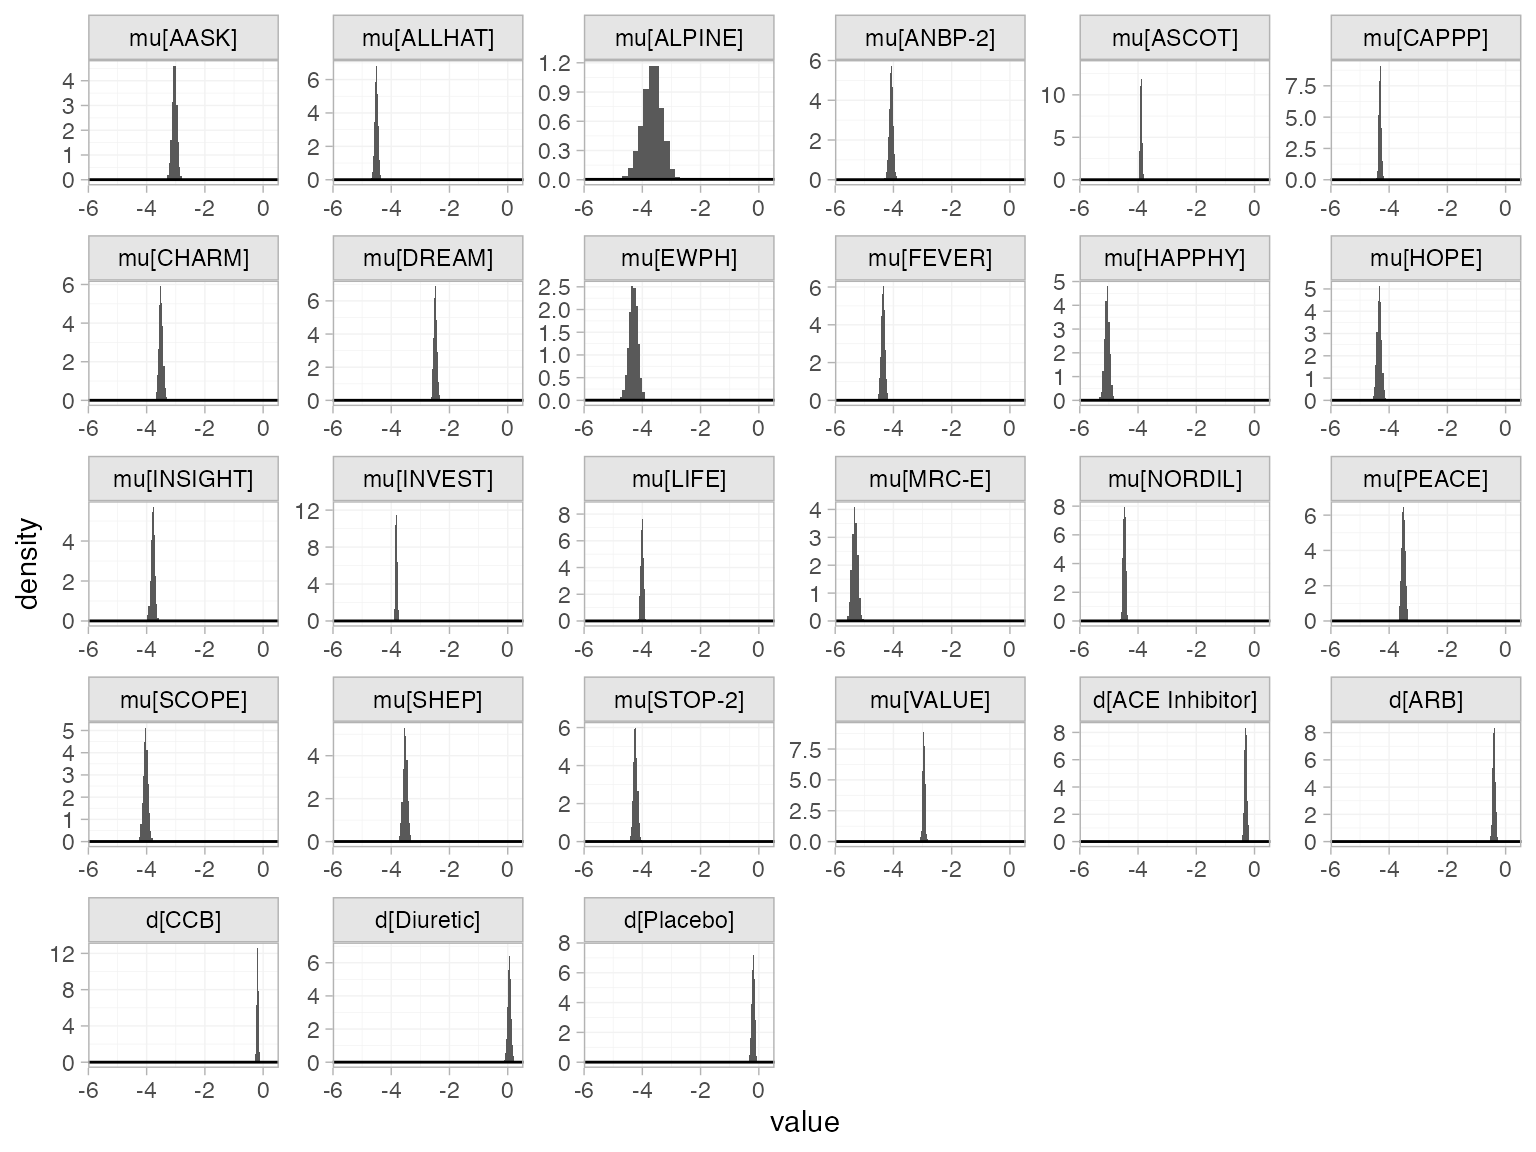 mu[AASK] mu[ALLHAT] mu[ALPINE] mu[ANBP-2] mu[ASCOT] mu[CAPPP]
4 3 2 1 0 6 4 2 0 1.2 0.9 0.6 0.3 0.0 6 4 2 0 10 5 0 7.5 5.0 2.5 0.0
-6 -4 -2 0 -6 -4 -2 0 -6 -4 -2 0 -6 -4 -2 0 -6 -4 -2 0 -6 -4 -2 0
mu[CHARM] mu[DREAM] mu[EWPH] mu[FEVER] mu[HAPPHY] mu[HOPE]
6 4 2 0 6 4 2 0 2.5 2.0 1.5 1.0 0.5 0.0 6 4 2 0 5 4 3 2 1 0 5 4 3 2 1 0
-6 -4 -2 0 -6 -4 -2 0 -6 -4 -2 0 -6 -4 -2 0 -6 -4 -2 0 -6 -4 -2 0
mu[INSIGHT] mu[INVEST] mu[LIFE] mu[MRC-E] mu[NORDIL] mu[PEACE]
4 2 0 12 8 4 0 8 6 4 2 0 4 3 2 1 0 8 6 4 2 0 6 4 2 0
-6 -4 -2 0 -6 -4 -2 0 -6 -4 -2 0 -6 -4 -2 0 -6 -4 -2 0 -6 -4 -2 0
density
mu[SCOPE] mu[SHEP] mu[STOP-2] mu[VALUE] d[ACE Inhibitor] d[ARB]
5 4 3 2 1 0 4 2 0 6 4 2 0 7.5 5.0 2.5 0.0 8 6 4 2 0 8 6 4 2 0
-6 -4 -2 0 -6 -4 -2 0 -6 -4 -2 0 -6 -4 -2 0 -6 -4 -2 0 -6 -4 -2 0
d[CCB] d[Diuretic] d[Placebo]
12 8 4 0 6 4 2 0 8 6 4 2 0
-6 -4 -2 0 -6 -4 -2 0 -6 -4 -2 0
value